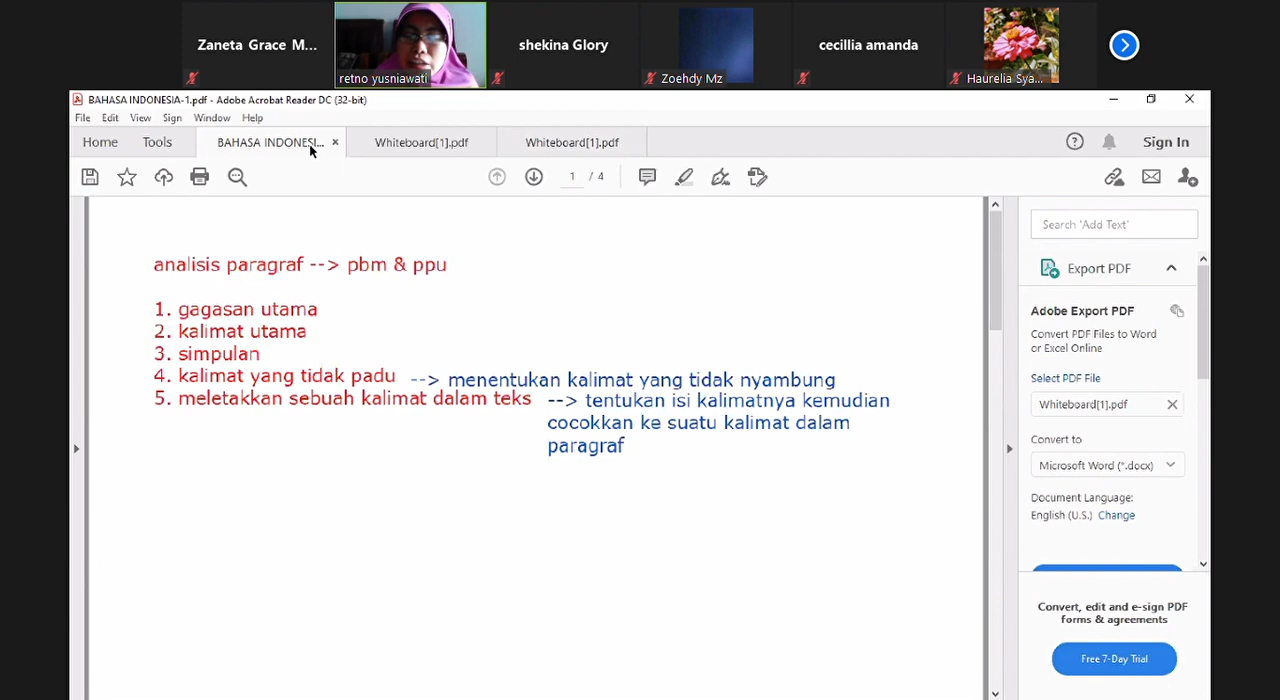 Zaneta Grace M...
retno yusniawati
shekina Glory
Zoehdy Mz
cecillia amanda
Haurelia Sya...
BAHASA INDONESIA-1.pdf - Adobe Acrobat Reader DC (32-bit)
File Edit View Sign Window Help
Home Tools BAHASA INDONESI... × Whiteboard[1].pdf Whiteboard[1].pdf Sign In
1 / 4
analisis paragraf --> pbm & ppu
1. gagasan utama
2. kalimat utama
3. simpulan
4. kalimat yang tidak padu --> menentukan kalimat yang tidak nyambung
5. meletakkan sebuah kalimat dalam teks --> tentukan isi kalimatnya kemudian
cocokkan ke suatu kalimat dalam
paragraf
Search 'Add Text'
Export PDF
Adobe Export PDF
Convert PDF Files to Word
or Excel Online
Select PDF File
Whiteboard[1].pdf
Convert to
Microsoft Word (*.docx)
Document Language:
English (U.S.) Change
Convert, edit and e-sign PDF
forms & agreements
Free 7-Day Trial